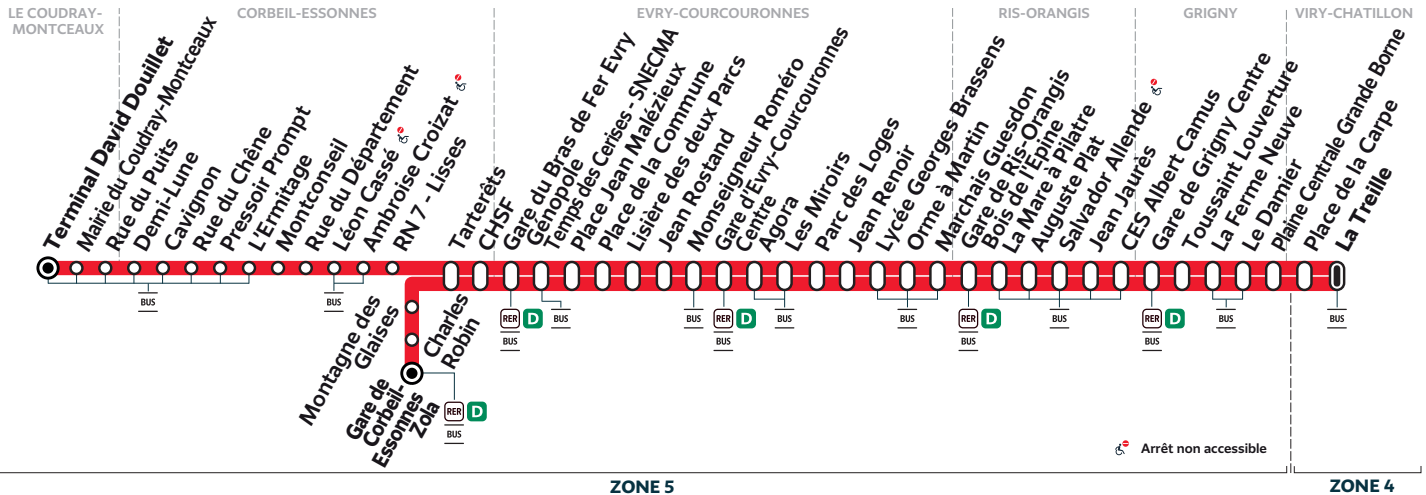 LE COUDRAY-
MONTCEAUX
CORBEIL-ESSONNES
EVRY-COURCOURONNES
RIS-ORANGIS
GRIGNY
VIRY-CHATILLON
Terminal David Douillet
Mairie du Coudray-Montceaux
Rue du Puits
Demi-Lune
Cavignon
Rue du Chêne
Pressoir Prompt
L'Ermitage
Montconseil
Rue du Département
Léon Cassé
Ambroise Croizat
RN 7 - Lisses
Tarterêts
CHSF
Gare du Bras de Fer Evry
Génopole
Temps des Cerises - SNECMA
Place Jean Malézieux
Place de la Commune
Lisière des deux Parcs
Jean Rostand
Monseigneur Roméro
Gare d'Evry-Courcouronnes
Centre
Agora
Les Miroirs
Parc des Loges
Jean Renoir
Lycée Georges Brassens
Orme à Martin
Marchais Guesdon
Gare de Ris-Orangis
Bois de l'Epine
La Mare à Pilatre
Auguste Plat
Salvador Allende
Jean Jaurès
CES Albert Camus
Gare de Grigny Centre
Toussaint Louverture
La Ferme Neuve
Le Damier
Plaine Centrale Grande Borne
Place de la Carpe
La Treille
BUS
BUS
RER D
BUS
BUS
BUS
RER D
BUS
BUS
BUS
RER D
BUS
BUS
RER D
BUS
BUS
BUS
Montagne des
Glaises
Charles
Robin
Gare de
Corbeil-
Essonnes
Zola
RER D
BUS
Arrêt non accessible
ZONE 5
ZONE 4